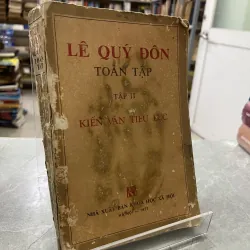 LÊ QUÝ ĐÔN
TOÀN TẬP
TẬP II
KIẾN VĂN TIỂU LỤC
NHÀ XUẤT BẢN KHOA HỌC XÃ HỘI